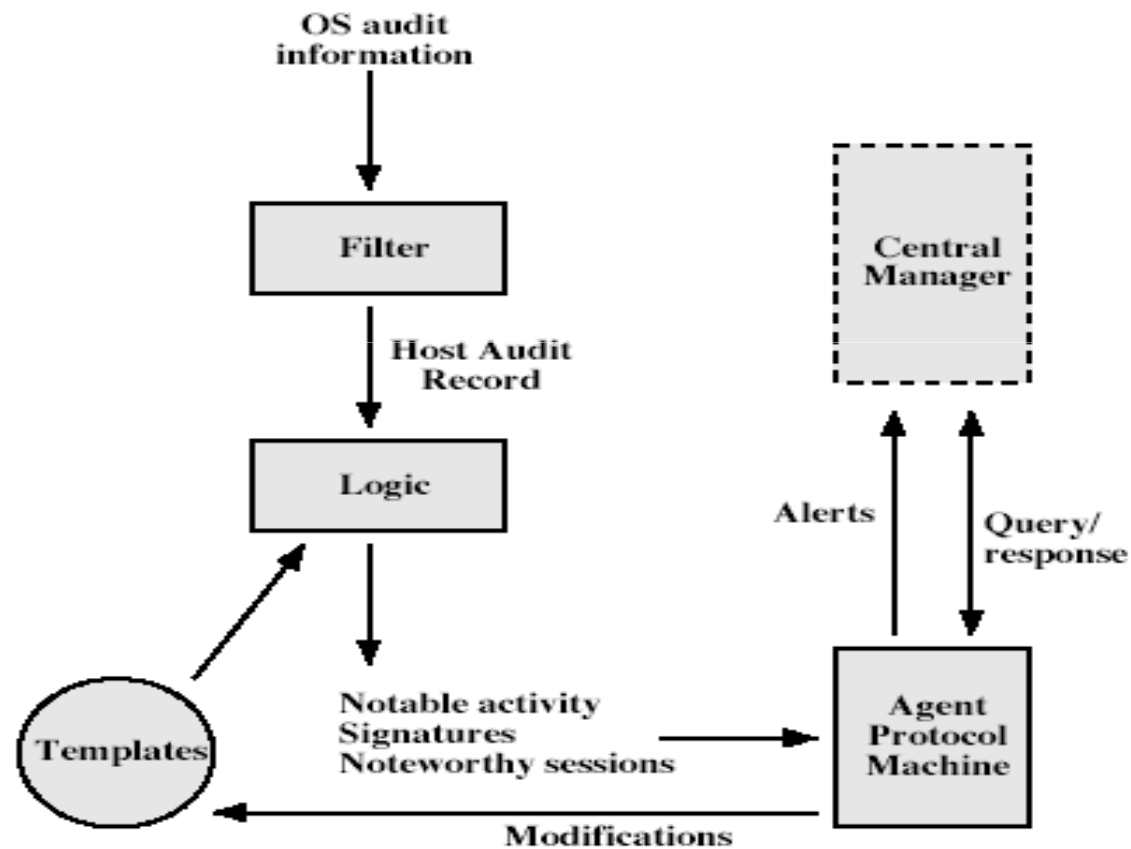 OS audit
information
Filter
Host Audit
Record
Logic
Templates
Notable activity
Signatures
Noteworthy sessions
Modifications
Central
Manager
Alerts
Query/
response
Agent
Protocol
Machine